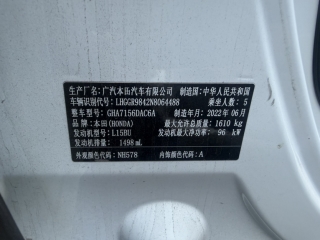 生产厂名: 广汽本田汽车有限公司 制造国: 中华人民共和国
车辆识别代号: LHGGR9842N8064488 乘坐人数: 5
整车型号: GHA7156DAC6A 制造年月: 2022年06月
品牌: 本田(HONDA) 最大允许总质量: 1610 kg
发动机型号: L15BU 发动机最大净功率: 96 kW
发动机排量: 1498 mL
外观颜色代号: NH578 内饰颜色代号: A